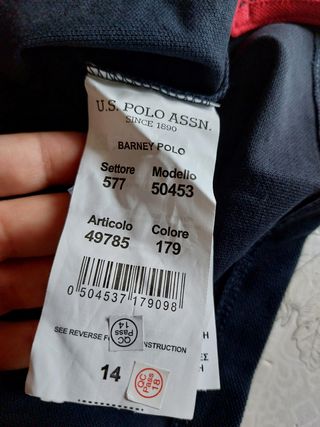 U.S. POLO ASSN.
SINCE 1890
BARNEY POLO
Settore Modello
577 50453
Articolo Colore
49785 179
0 504537 179098
QC
Pass
14
SEE REVERSE FO INSTRUCTION
14
QC
Pass
18